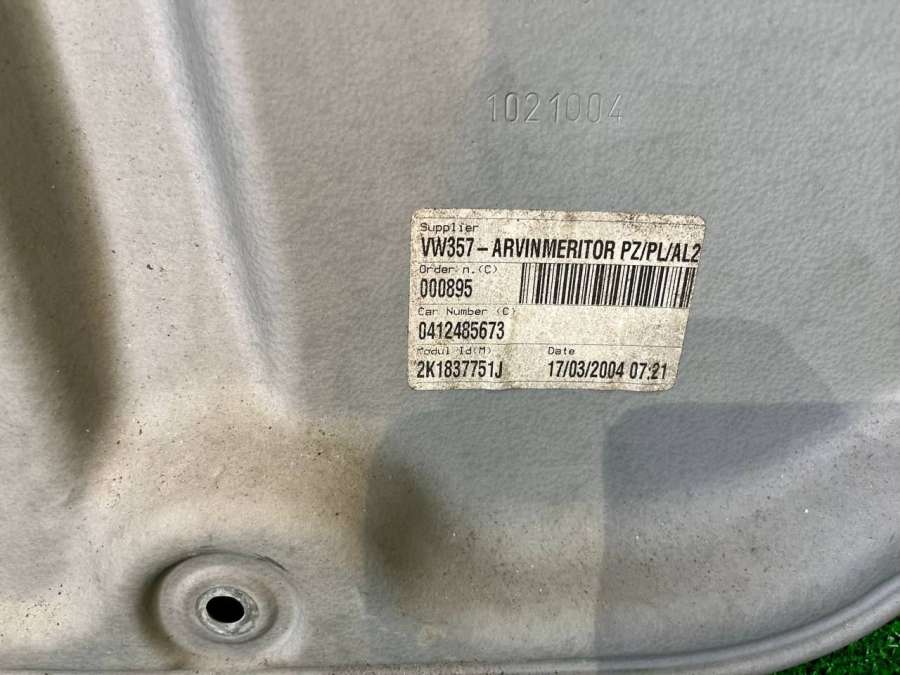 1021004
Supplier
VW357-ARVINMERITOR PZ/PL/AL2
Order n.(C)
000895
Car Number (C)
0412485673
Modul Id(M) Date
2K1837751J 17/03/2004 07:21